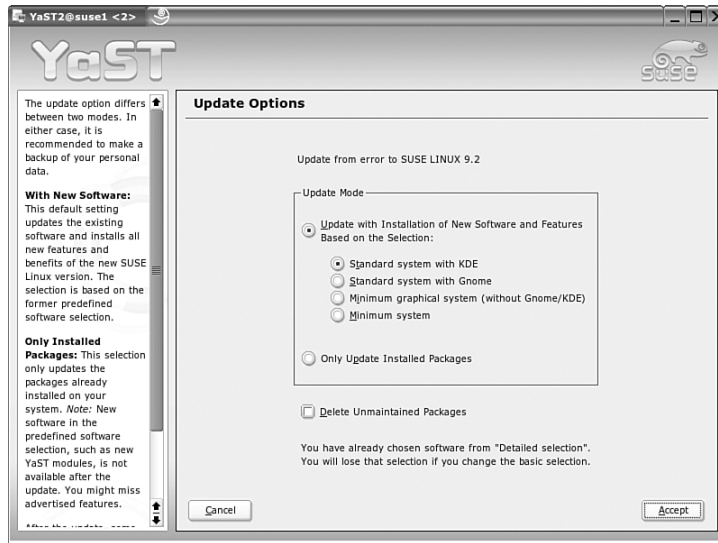 YaST2@suse1 <2>
YaST
suse
The update option differs
between two modes. In
either case, it is
recommended to make a
backup of your personal
data.
With New Software:
This default setting
updates the existing
software and installs all
new features and
benefits of the new SUSE
Linux version. The
selection is based on the
former predefined
software selection.
Only Installed
Packages: This selection
only updates the
packages already
installed on your
system. Note: New
software in the
predefined software
selection, such as new
YaST modules, is not
available after the
update. You might miss
advertised features.
Update Options
Update from error to SUSE LINUX 9.2
Update Mode
Update with Installation of New Software and Features
Based on the Selection:
Standard system with KDE
Standard system with Gnome
Minimum graphical system (without Gnome/KDE)
Minimum system
Only Update Installed Packages
Delete Unmaintained Packages
You have already chosen software from "Detailed selection".
You will lose that selection if you change the basic selection.
Cancel
Accept